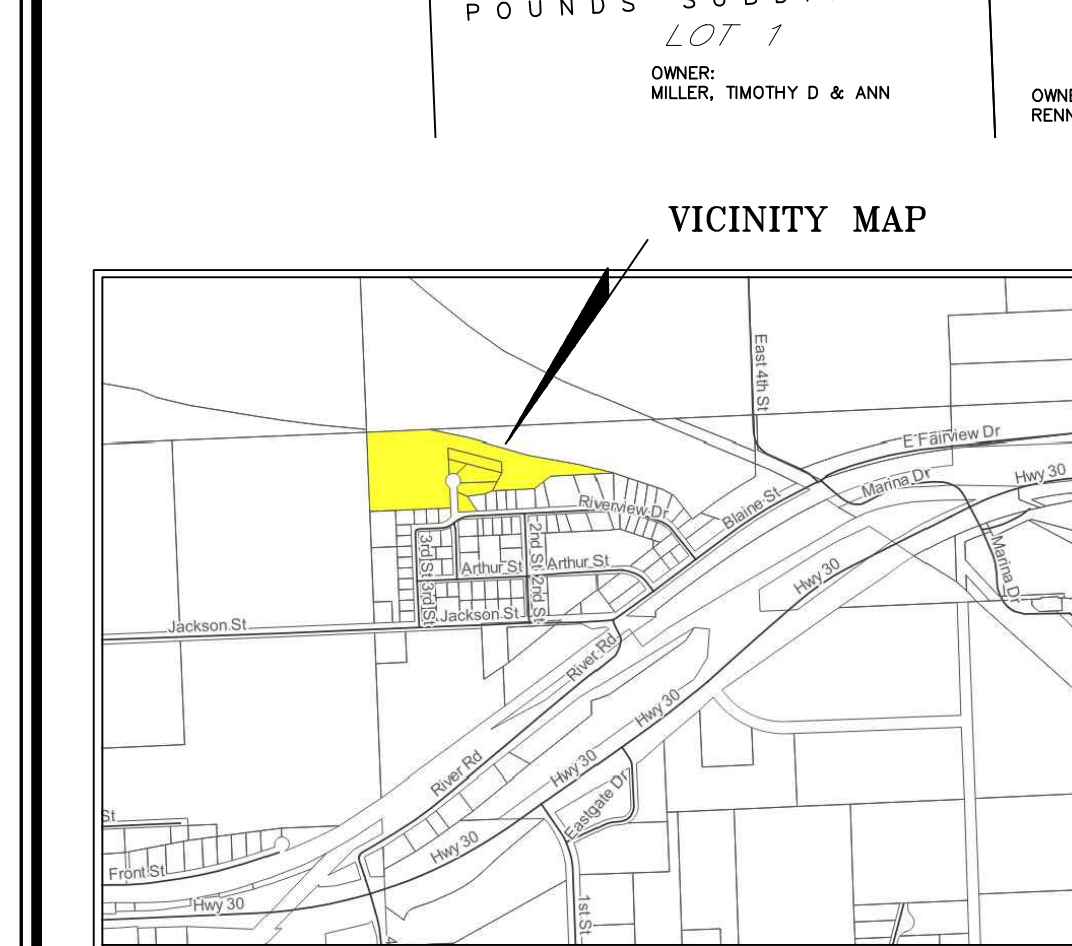 POUNDS
LOT 1
OWNER:
MILLER, TIMOTHY D & ANN
VICINITY MAP
East 4th St
E Fairview Dr
Hwy 30
Marina Dr
Blaine St
Riverview Dr
3rd St
2nd St
Arthur St
Arthur St
Hwy 30
Marina Dr
3rd St
2nd St
Jackson St
Jackson St
River Rd
Hwy 30
River Rd
Hwy 30
Eastgate Dr
St
Hwy 30
Front St
Hwy 30
1st St
4